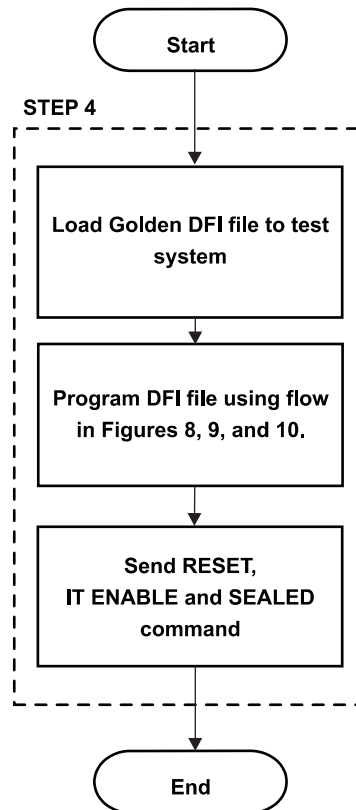 Start
STEP 4
Load Golden DFI file to test
system
Program DFI file using flow
in Figures 8, 9, and 10.
Send RESET,
IT ENABLE and SEALED
command
End